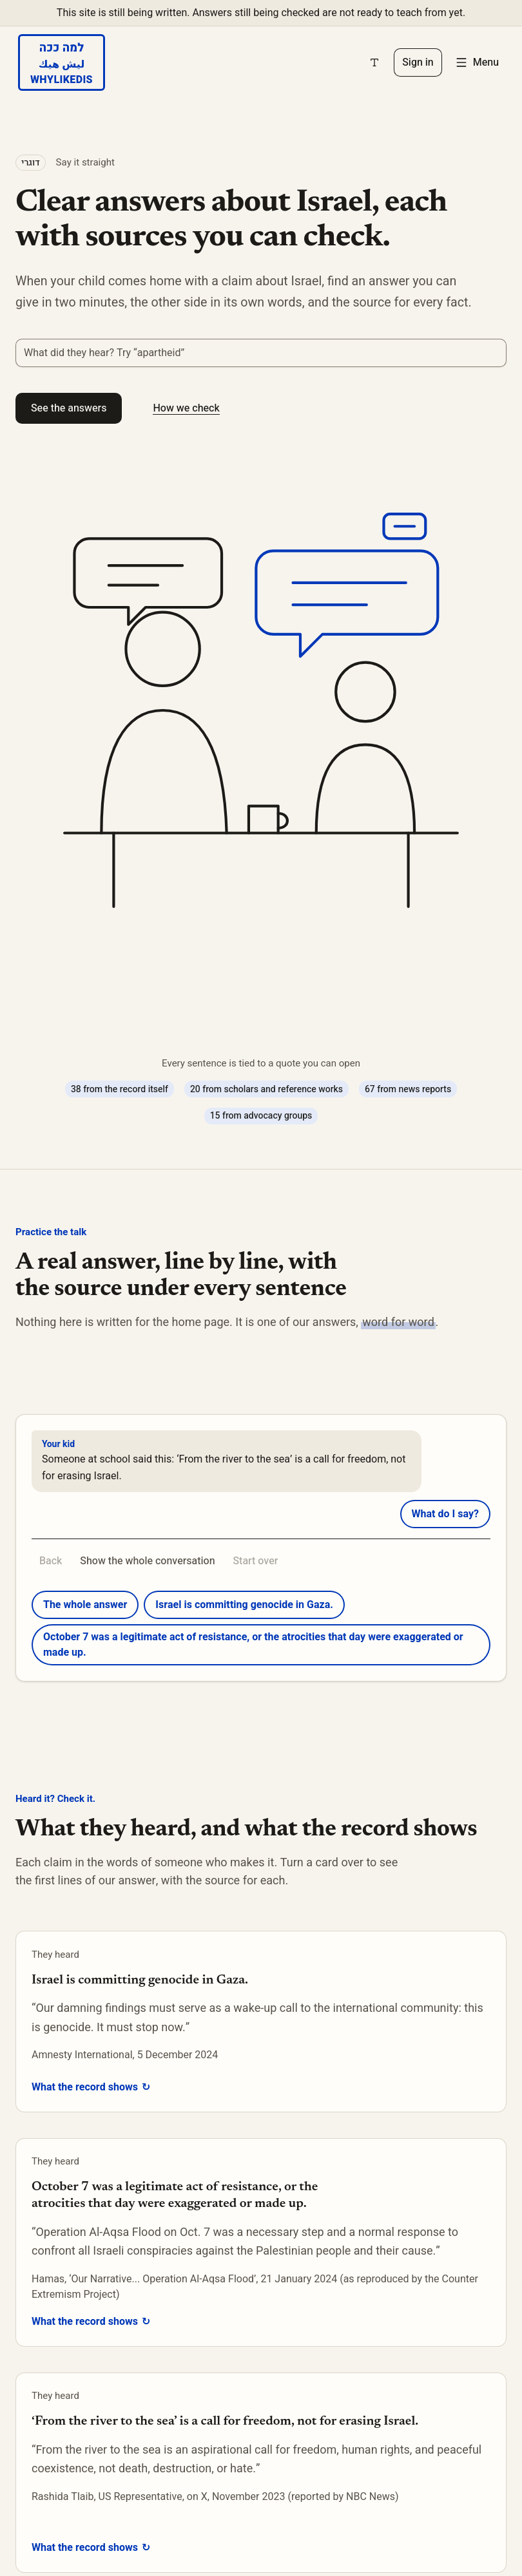 This site is still being written. Answers still being checked are not ready to teach from yet.
למה ככה
ليش هيك
WHYLIKEDIS
T
Sign in
Menu
דוגרי
Say it straight
Clear answers about Israel, each
with sources you can check.
When your child comes home with a claim about Israel, find an answer you can
give in two minutes, the other side in its own words, and the source for every fact.
What did they hear? Try “apartheid”
See the answers
How we check
Every sentence is tied to a quote you can open
38 from the record itself
20 from scholars and reference works
67 from news reports
15 from advocacy groups
Practice the talk
A real answer, line by line, with
the source under every sentence
Nothing here is written for the home page. It is one of our answers, word for word.
Your kid
Someone at school said this: ‘From the river to the sea’ is a call for freedom, not
for erasing Israel.
What do I say?
Back
Show the whole conversation
Start over
The whole answer
Israel is committing genocide in Gaza.
October 7 was a legitimate act of resistance, or the atrocities that day were exaggerated or
made up.
Heard it? Check it.
What they heard, and what the record shows
Each claim in the words of someone who makes it. Turn a card over to see
the first lines of our answer, with the source for each.
They heard
Israel is committing genocide in Gaza.
“Our damning findings must serve as a wake-up call to the international community: this
is genocide. It must stop now.”
Amnesty International, 5 December 2024
What the record shows ↻
They heard
October 7 was a legitimate act of resistance, or the
atrocities that day were exaggerated or made up.
“Operation Al-Aqsa Flood on Oct. 7 was a necessary step and a normal response to
confront all Israeli conspiracies against the Palestinian people and their cause.”
Hamas, ‘Our Narrative... Operation Al-Aqsa Flood’, 21 January 2024 (as reproduced by the Counter
Extremism Project)
What the record shows ↻
They heard
‘From the river to the sea’ is a call for freedom, not for erasing Israel.
“From the river to the sea is an aspirational call for freedom, human rights, and peaceful
coexistence, not death, destruction, or hate.”
Rashida Tlaib, US Representative, on X, November 2023 (reported by NBC News)
What the record shows ↻